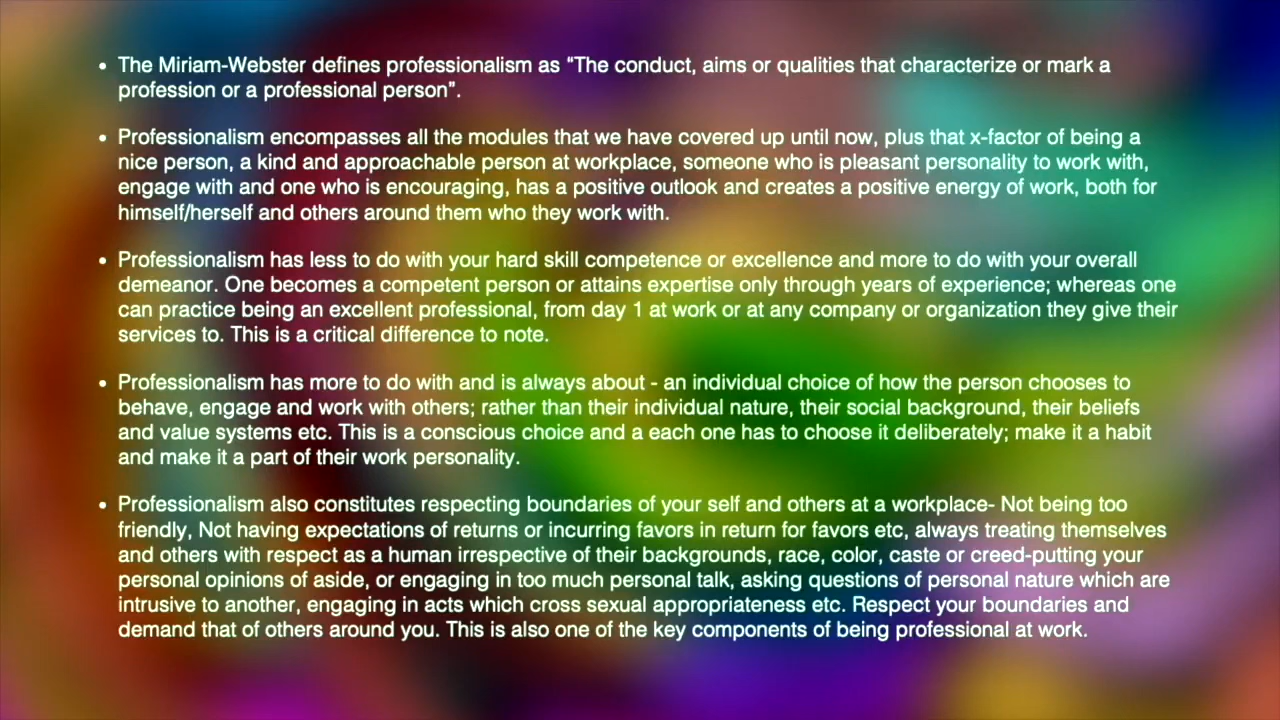 • The Miriam-Webster defines professionalism as “The conduct, aims or qualities that characterize or mark a
profession or a professional person”.
• Professionalism encompasses all the modules that we have covered up until now, plus that x-factor of being a
nice person, a kind and approachable person at workplace, someone who is pleasant personality to work with,
engage with and one who is encouraging, has a positive outlook and creates a positive energy of work, both for
himself/herself and others around them who they work with.
• Professionalism has less to do with your hard skill competence or excellence and more to do with your overall
demeanor. One becomes a competent person or attains expertise only through years of experience; whereas one
can practice being an excellent professional, from day 1 at work or at any company or organization they give their
services to. This is a critical difference to note.
• Professionalism has more to do with and is always about - an individual choice of how the person chooses to
behave, engage and work with others; rather than their individual nature, their social background, their beliefs
and value systems etc. This is a conscious choice and a each one has to choose it deliberately; make it a habit
and make it a part of their work personality.
• Professionalism also constitutes respecting boundaries of your self and others at a workplace- Not being too
friendly, Not having expectations of returns or incurring favors in return for favors etc, always treating themselves
and others with respect as a human irrespective of their backgrounds, race, color, caste or creed-putting your
personal opinions of aside, or engaging in too much personal talk, asking questions of personal nature which are
intrusive to another, engaging in acts which cross sexual appropriateness etc. Respect your boundaries and
demand that of others around you. This is also one of the key components of being professional at work.